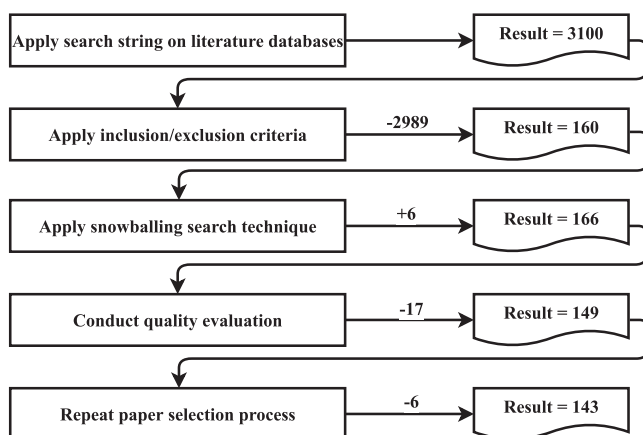 Apply search string on literature databases
Result = 3100
Apply inclusion/exclusion criteria
-2989
Result = 160
Apply snowballing search technique
+6
Result = 166
Conduct quality evaluation
-17
Result = 149
Repeat paper selection process
-6
Result = 143